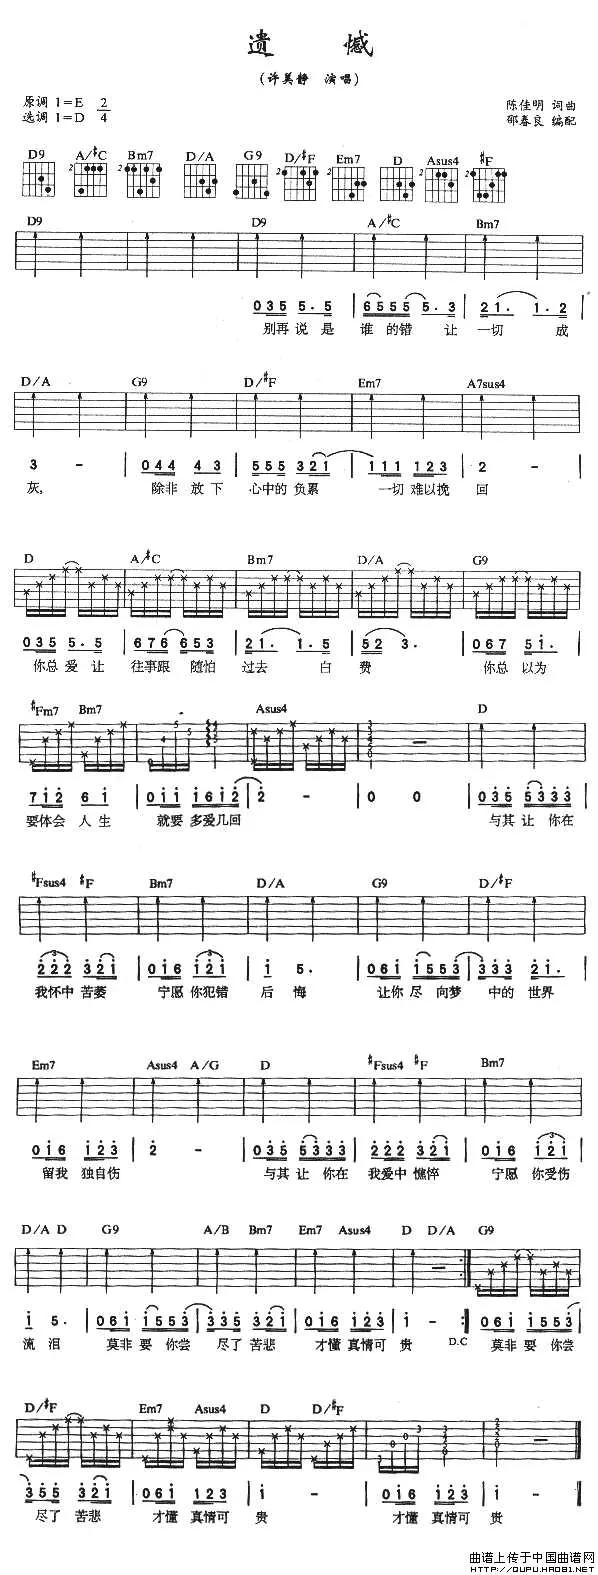 遗 憾
（许美静 演唱）
原调 1=E 2/4
选调 1=D
陈佳明 词曲
邵春良 编配
D9 A/#C Bm7 D/A G9 D/#F Em7 D Asus4 #F
D9 D9 A/#C Bm7
035 5·5 | 6555 5·3 | 21· 1·2
别再 说 是 谁 的 错 让 一切 成
D/A G9 D/#F Em7 A7sus4
3 - | 044 43 | 555 321 | 111 123 | 2 -
灰， 除非 放 下 心中的 负累 一切 难以挽 回
D A/#C Bm7 D/A G9
035 5·5 | 676 653 | 21· 1·5 | 52 3· | 067 51·
你总 爱 让 往事跟 随怕 过去 白 费 你总 以为
#Fm7 Bm7 Asus4 D
712 61 | 011 1612 | 2 - | 0 0 | 035 5333
要体会 人 生 就要 多爱几回 与其 让 你在
#Fsus4 #F Bm7 D/A G9 D/#F
222 321 | 016 121 | 1 5· | 061 1553 | 333 21·
我怀中 苦萎 宁愿 你犯错 后 悔 让你 尽 向梦 中的 世界
Em7 Asus4 A/G D #Fsus4 #F Bm7
016 123 | 2 - | 035 5333 | 222 321 | 016 121
留我 独自伤 与其 让 你在 我爱中 憔悴 宁愿 你受伤
D/A D G9 A/B Bm7 Em7 Asus4 D D/A G9
1 5· | 061 1553 | 335 321 | 016 123 | 1 - :| 061 1553
流 泪 莫非 要 你尝 尽了 苦悲 才懂 真情可 贵 D.C 莫非 要 你尝
D/#F Em7 Asus4 D D/#F
355 321 | 016 123 | 1 - | 016 123 | 1 -
尽了 苦悲 才懂 真情可 贵 才懂 真情可 贵
曲谱上传于中国曲谱网
HTTP://QUPU.HAO81.NET